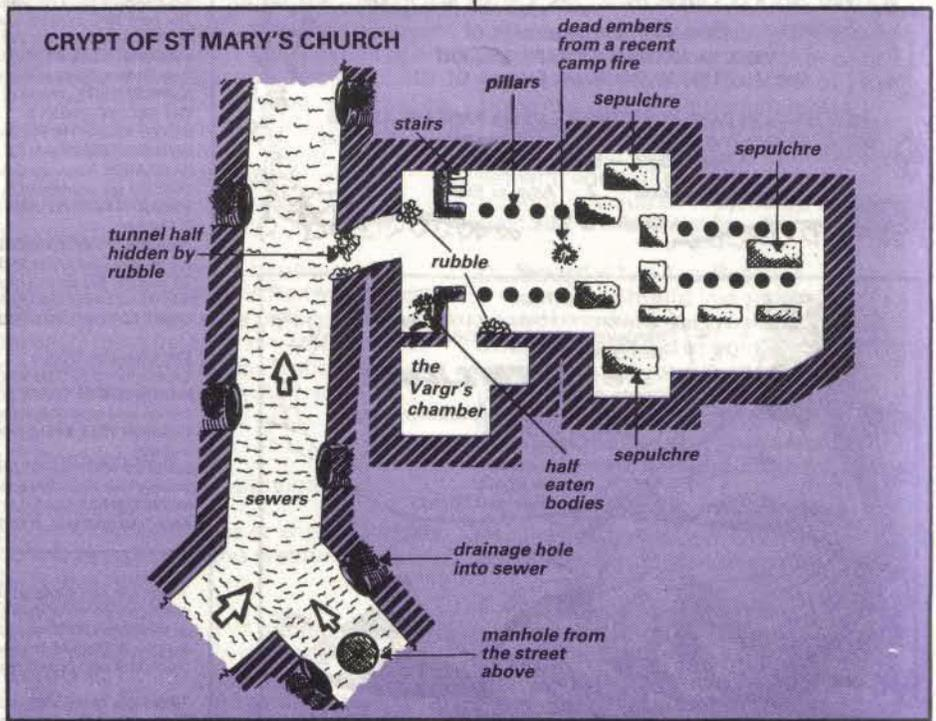 CRYPT OF ST MARY'S CHURCH
dead embers
from a recent
camp fire
pillars
sepulchre
stairs
sepulchre
tunnel half
hidden by
rubble
rubble
the
Vargr's
chamber
sepulchre
half
eaten
bodies
sewers
drainage hole
into sewer
manhole from
the street
above